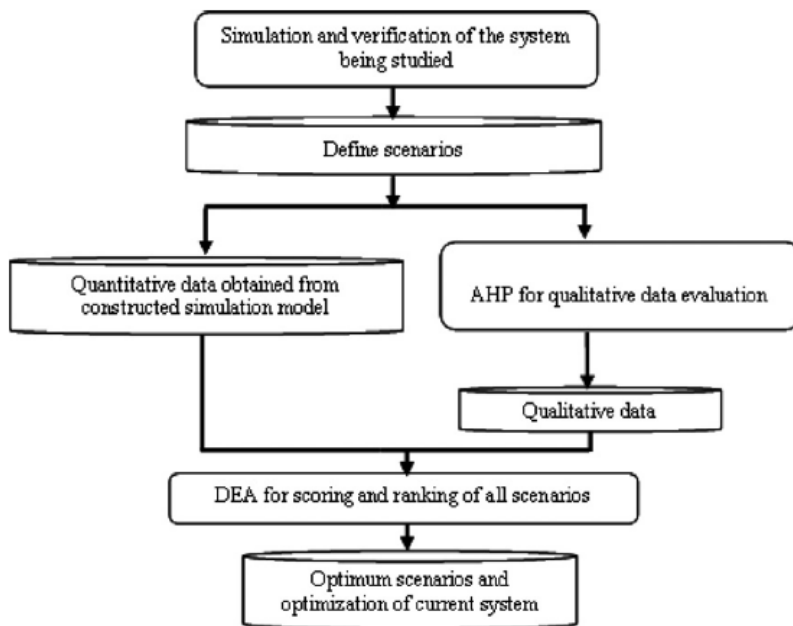 Simulation and verification of the system
being studied
Define scenarios
Quantitative data obtained from
constructed simulation model
AHP for qualitative data evaluation
Qualitative data
DEA for scoring and ranking of all scenarios
Optimum scenarios and
optimization of current system